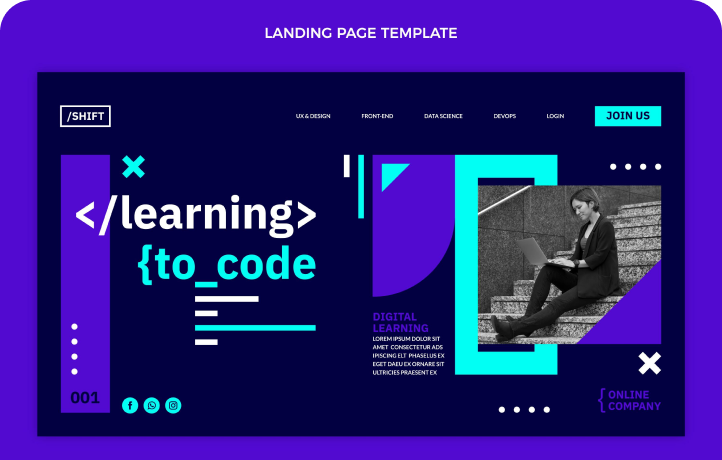 LANDING PAGE TEMPLATE
/SHIFT
UX & DESIGN
FRONT-END
DATA SCIENCE
DEVOPS
LOGIN
JOIN US
</learning>
{to_code
DIGITAL
LEARNING
LOREM IPSUM DOLOR SIT
AMET CONSECTETUR ADS
IPISCING ELT PHASELUS EX
EGET DAEU EX ORNARE SIT
ULTRICIES PRAESENT EX
001
{ONLINE
COMPANY